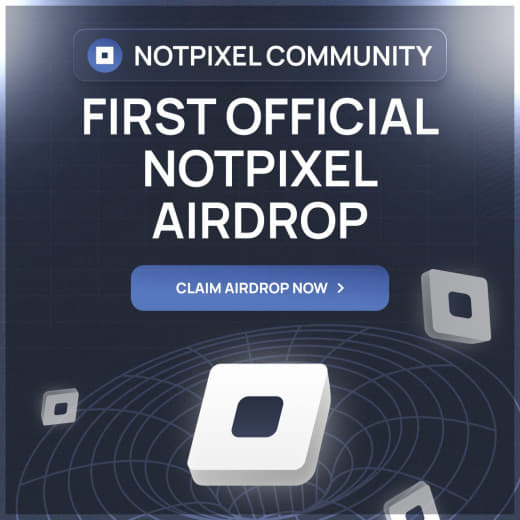 NOTPIXEL COMMUNITY
FIRST OFFICIAL
NOTPIXEL
AIRDROP
CLAIM AIRDROP NOW >